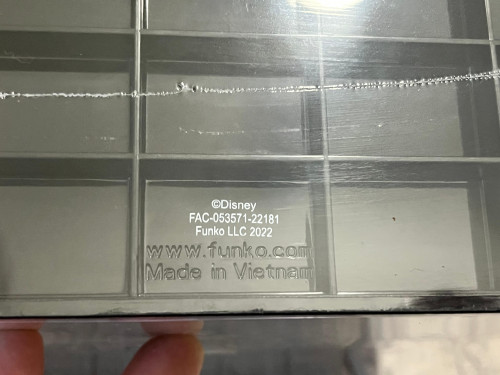 ©Disney
FAC-053571-22181
Funko LLC 2022
www.funko.com
Made in Vietnam